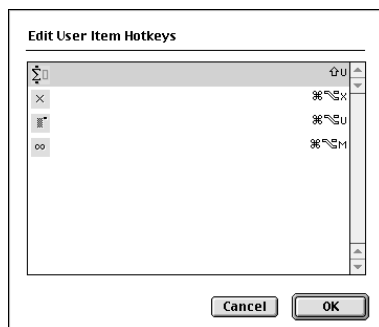 Edit User Item Hotkeys
∑▯ ⇧U
× ⌘⌥X
⌘⌥U
∞ ⌘⌥M
Cancel OK